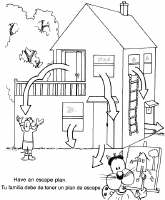 Have an escape plan.
Tu familia debe de tener un plan de escape.